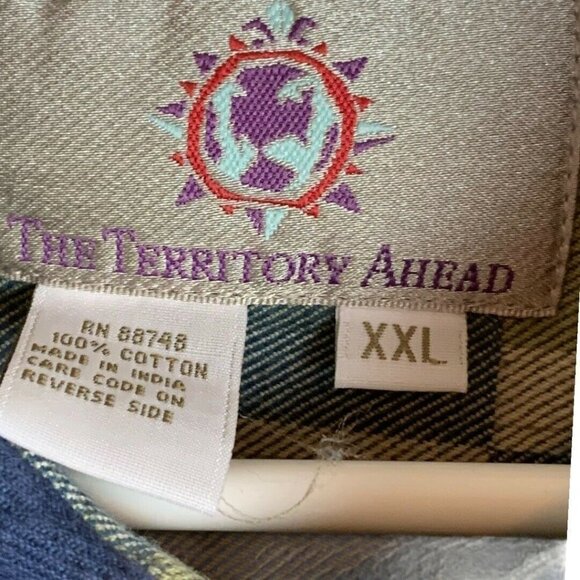 THE TERRITORY AHEAD
RN 88748
100% COTTON
MADE IN INDIA
CARE CODE ON
REVERSE SIDE
XXL